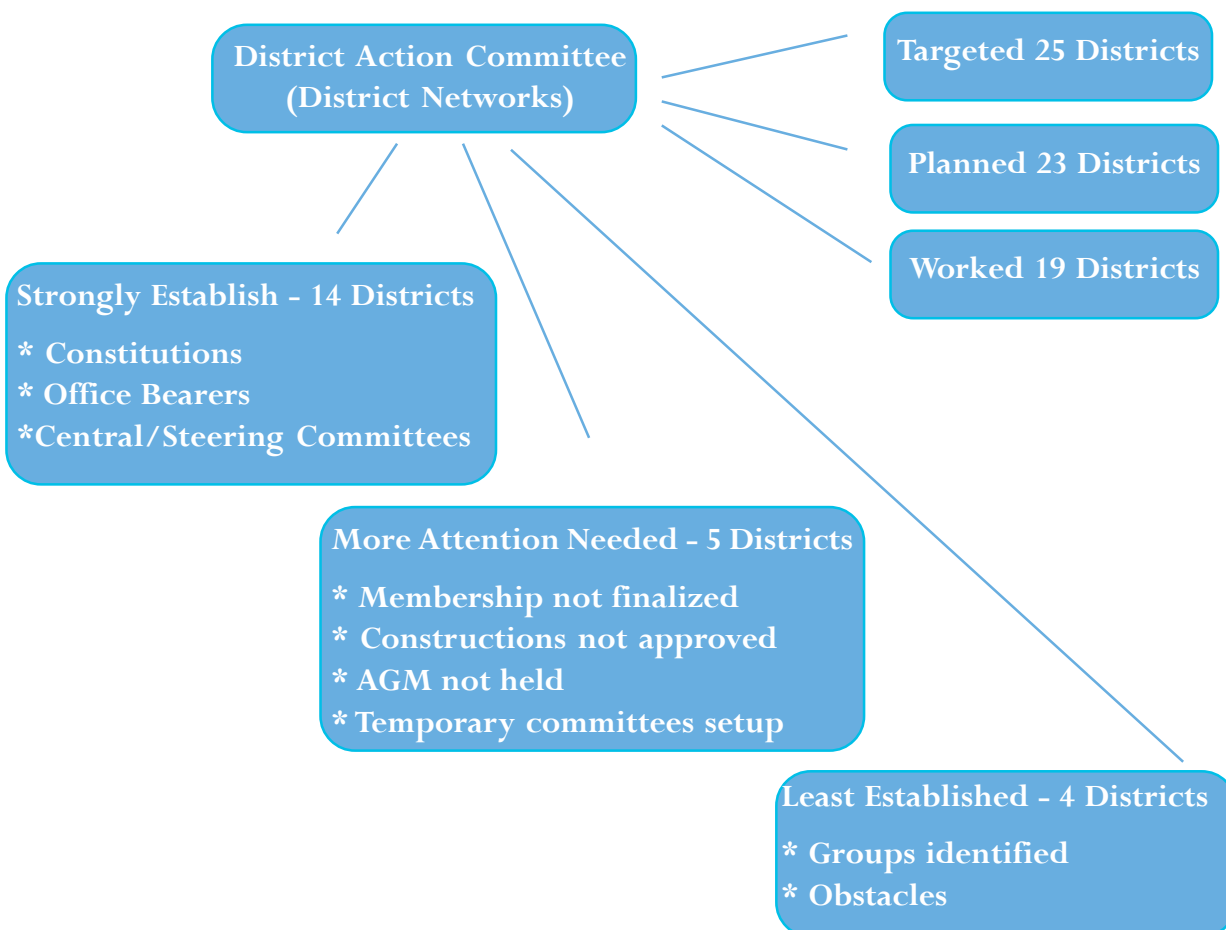 District Action Committee
(District Networks)
Targeted 25 Districts
Planned 23 Districts
Worked 19 Districts
Strongly Establish - 14 Districts
* Constitutions
* Office Bearers
*Central/Steering Committees
More Attention Needed - 5 Districts
* Membership not finalized
* Constructions not approved
* AGM not held
* Temporary committees setup
Least Established - 4 Districts
* Groups identified
* Obstacles